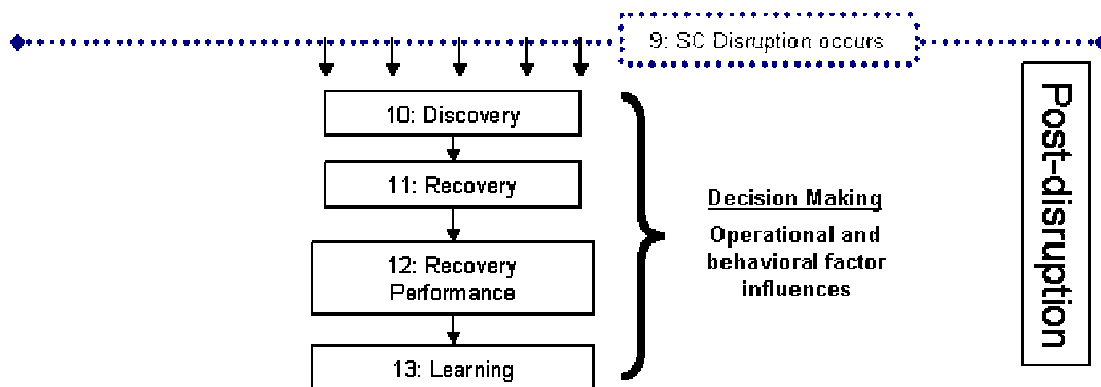 9: SC Disruption occurs
10: Discovery
11: Recovery
12: Recovery
Performance
13: Learning
Decision Making
Operational and
behavioral factor
influences
Post-disruption